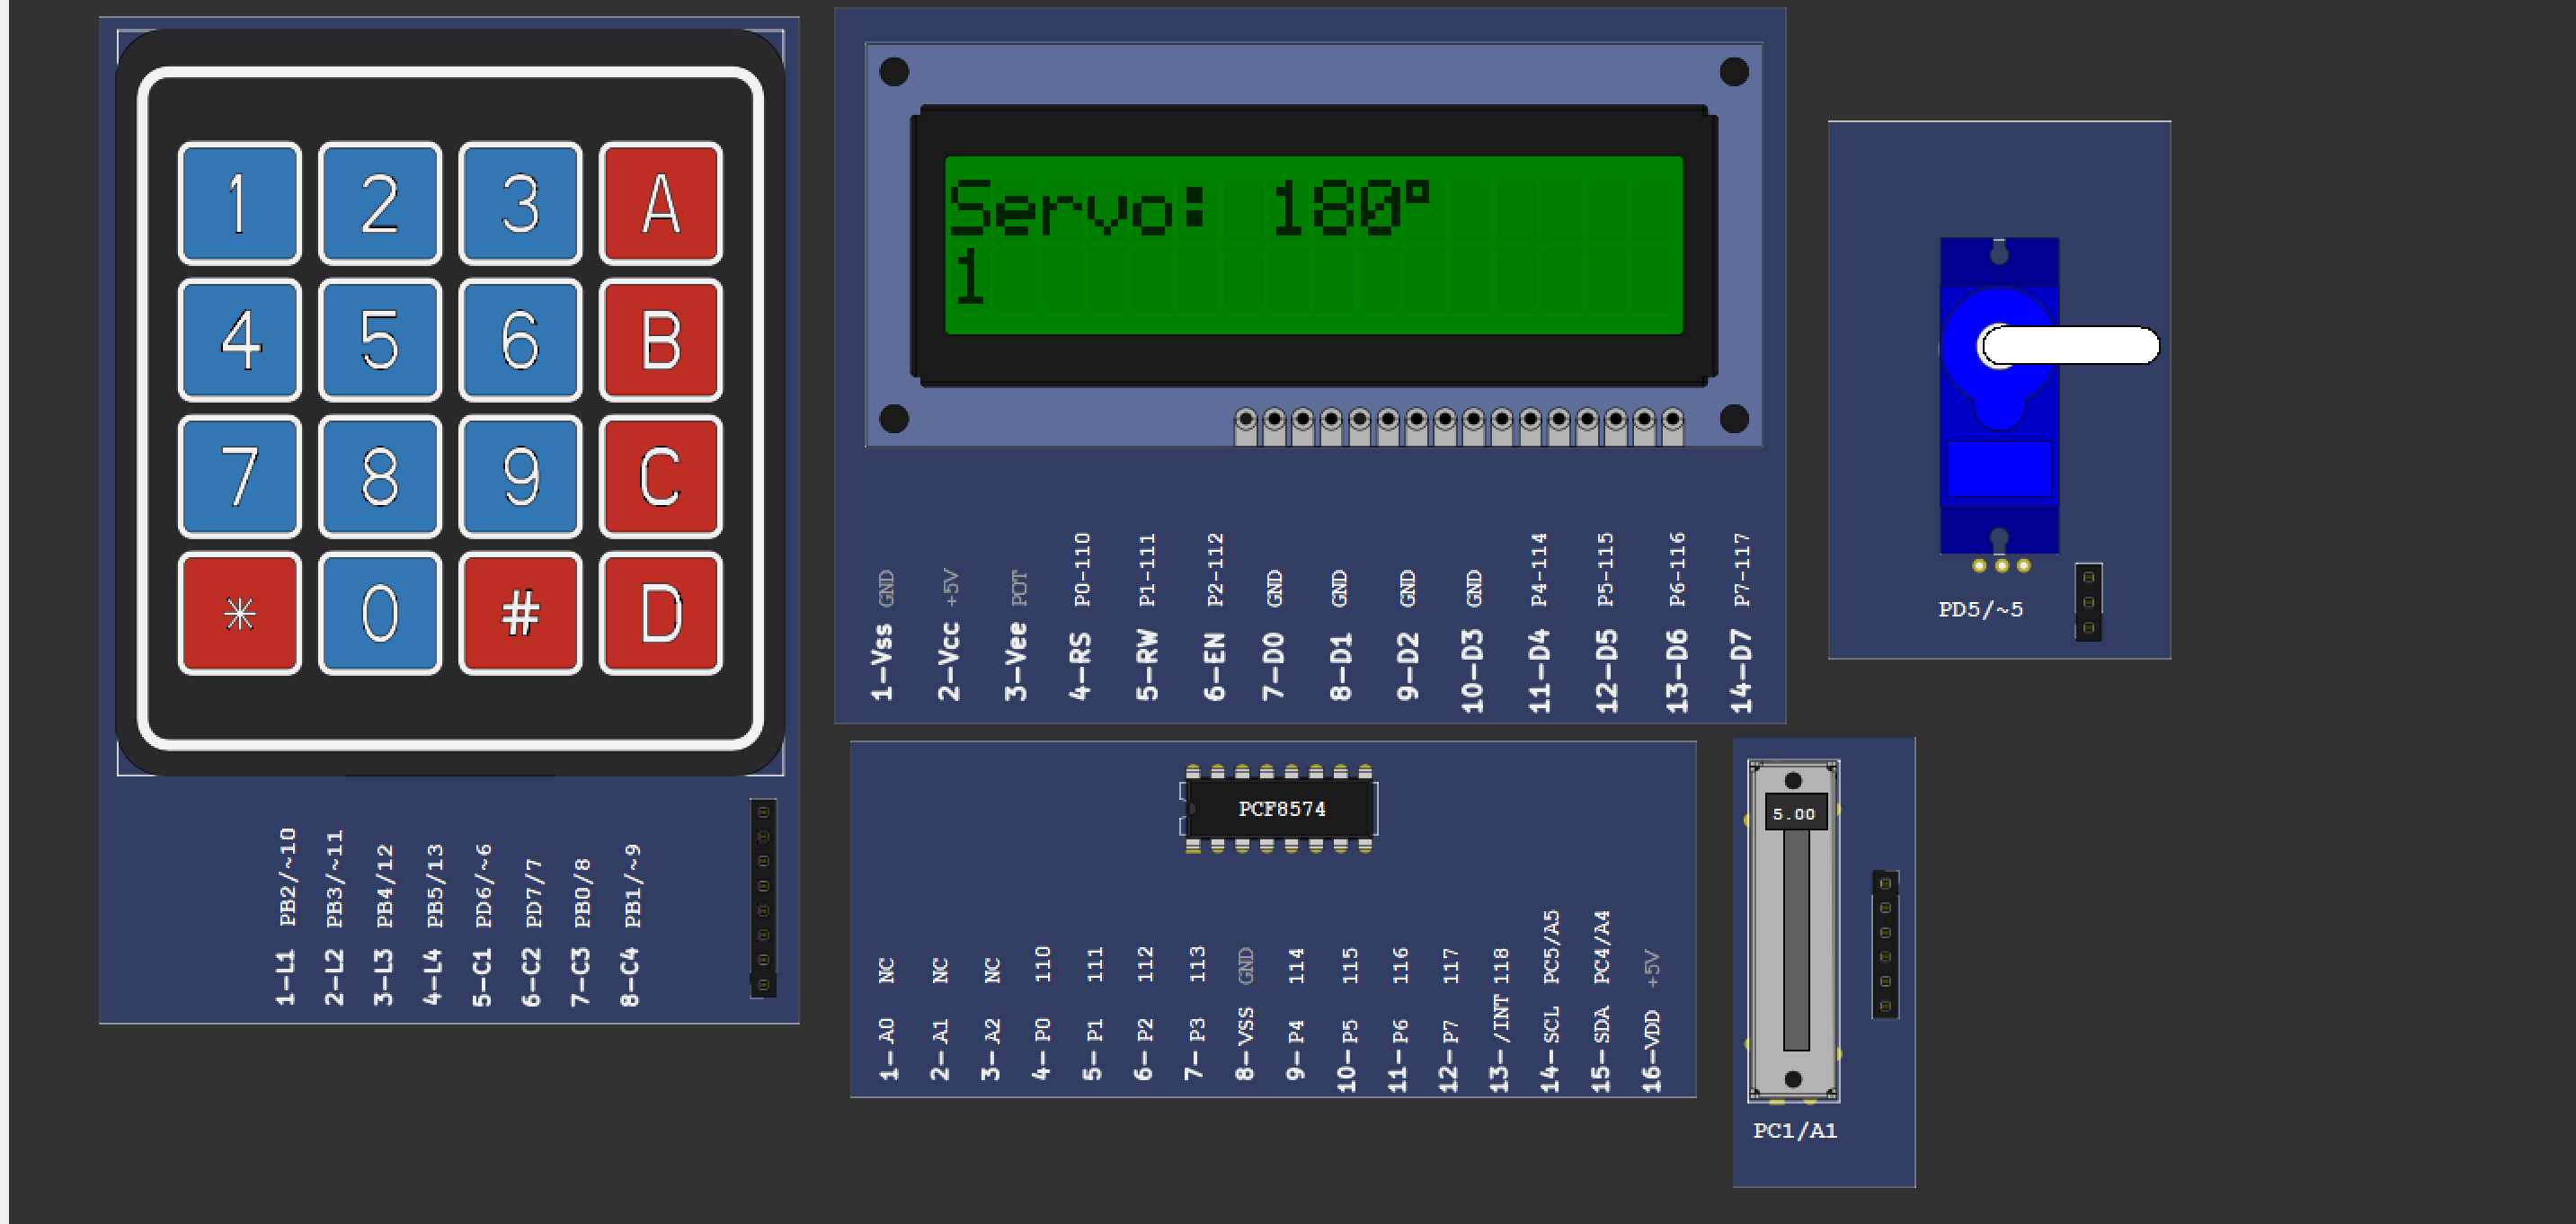 1 2 3 A
4 5 6 B
7 8 9 C
* 0 # D
1-L1 PB2/~10
2-L2 PB3/~11
3-L3 PB4/12
4-L4 PB5/13
5-C1 PD6/~6
6-C2 PD7/7
7-C3 PB0/8
8-C4 PB1/~9
Servo: 180°
1
1-Vss GND
2-Vcc +5V
3-Vee POT
4-RS P0-110
5-RW P1-111
6-EN P2-112
7-D0 GND
8-D1 GND
9-D2 GND
10-D3 GND
11-D4 P4-114
12-D5 P5-115
13-D6 P6-116
14-D7 P7-117
PD5/~5
PCF8574
1- A0 NC
2- A1 NC
3- A2 NC
4- P0 110
5- P1 111
6- P2 112
7- P3 113
8- VSS GND
9- P4 114
10- P5 115
11- P6 116
12- P7 117
13- /INT 118
14- SCL PC5/A5
15- SDA PC4/A4
16-VDD +5V
5.00
PC1/A1